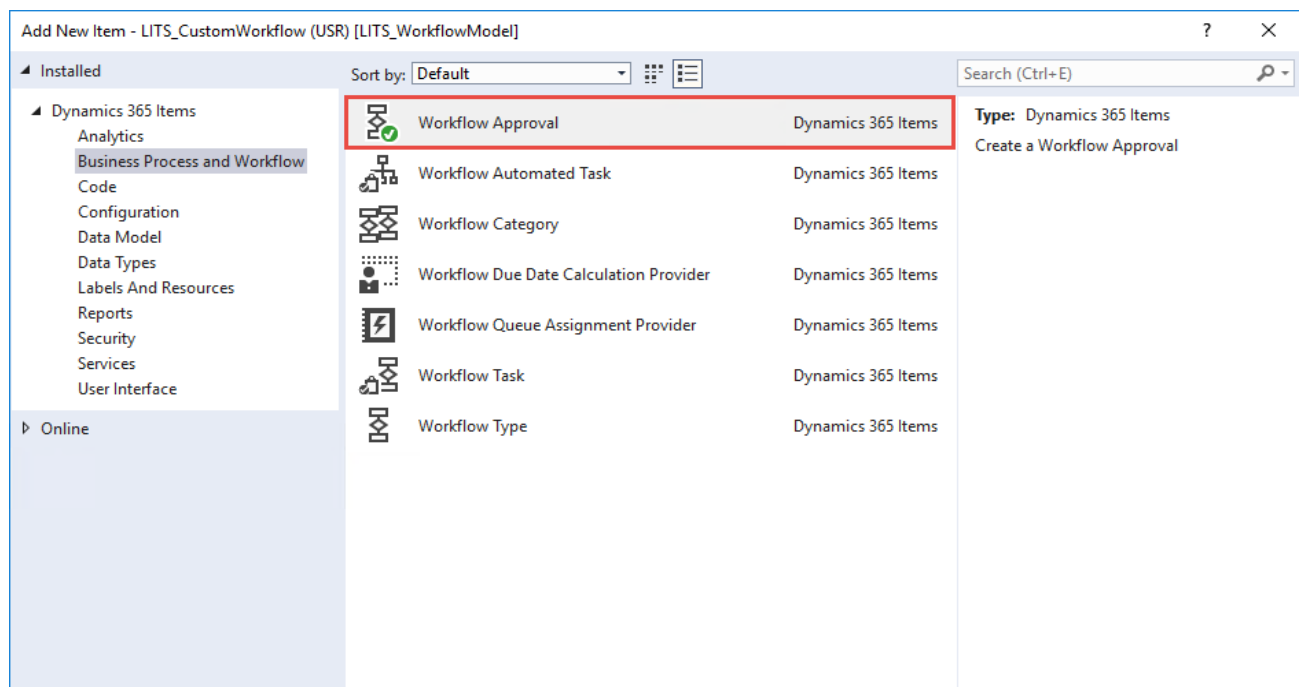 Add New Item - LITS_CustomWorkflow (USR) [LITS_WorkflowModel]
? ×
Installed
Sort by: Default
Search (Ctrl+E)
Dynamics 365 Items
Analytics
Business Process and Workflow
Code
Configuration
Data Model
Data Types
Labels And Resources
Reports
Security
Services
User Interface
Online
Workflow Approval Dynamics 365 Items
Workflow Automated Task Dynamics 365 Items
Workflow Category Dynamics 365 Items
Workflow Due Date Calculation Provider Dynamics 365 Items
Workflow Queue Assignment Provider Dynamics 365 Items
Workflow Task Dynamics 365 Items
Workflow Type Dynamics 365 Items
Type: Dynamics 365 Items
Create a Workflow Approval